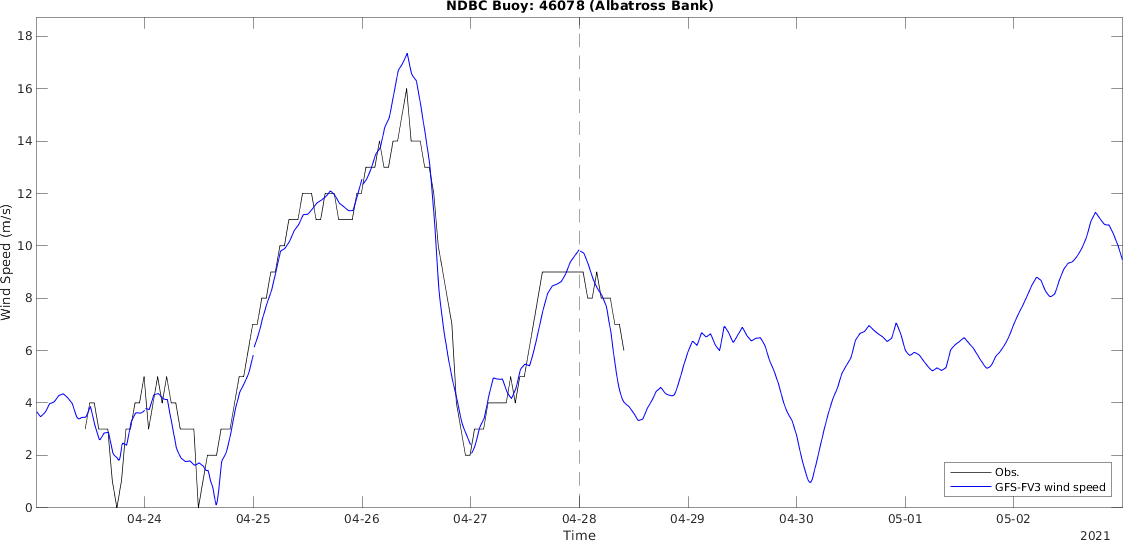 NDBC Buoy: 46078 (Albatross Bank)
18
16
14
12
10
8
6
4
2
0
Wind Speed (m/s)
Obs.
GFS-FV3 wind speed
04-24 04-25 04-26 04-27 04-28 04-29 04-30 05-01 05-02
Time
2021